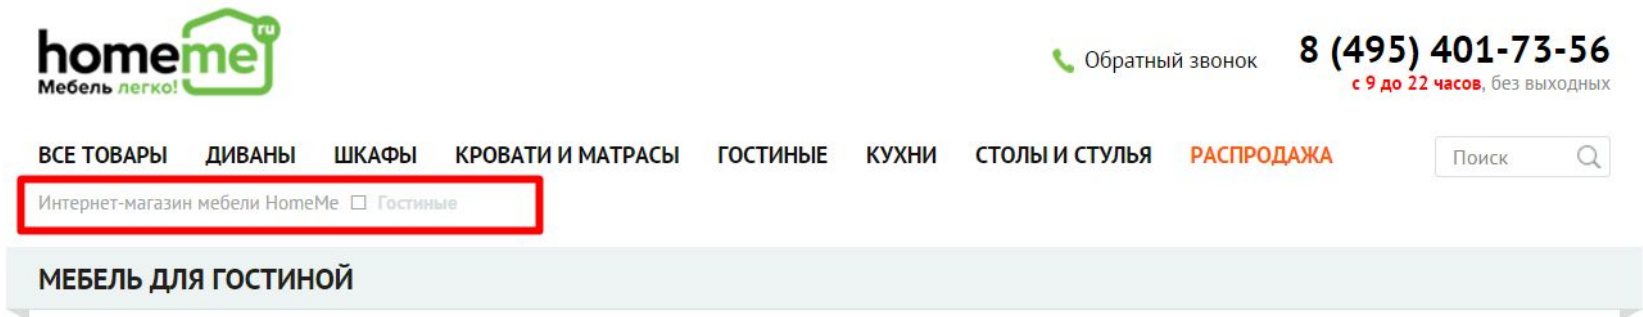 homeme ru
Мебель легко!
Обратный звонок
8 (495) 401-73-56
с 9 до 22 часов, без выходных
ВСЕ ТОВАРЫ ДИВАНЫ ШКАФЫ КРОВАТИ И МАТРАСЫ ГОСТИНЫЕ КУХНИ СТОЛЫ И СТУЛЬЯ РАСПРОДАЖА Поиск
Интернет-магазин мебели HomeMe □ Гостиные
МЕБЕЛЬ ДЛЯ ГОСТИНОЙ